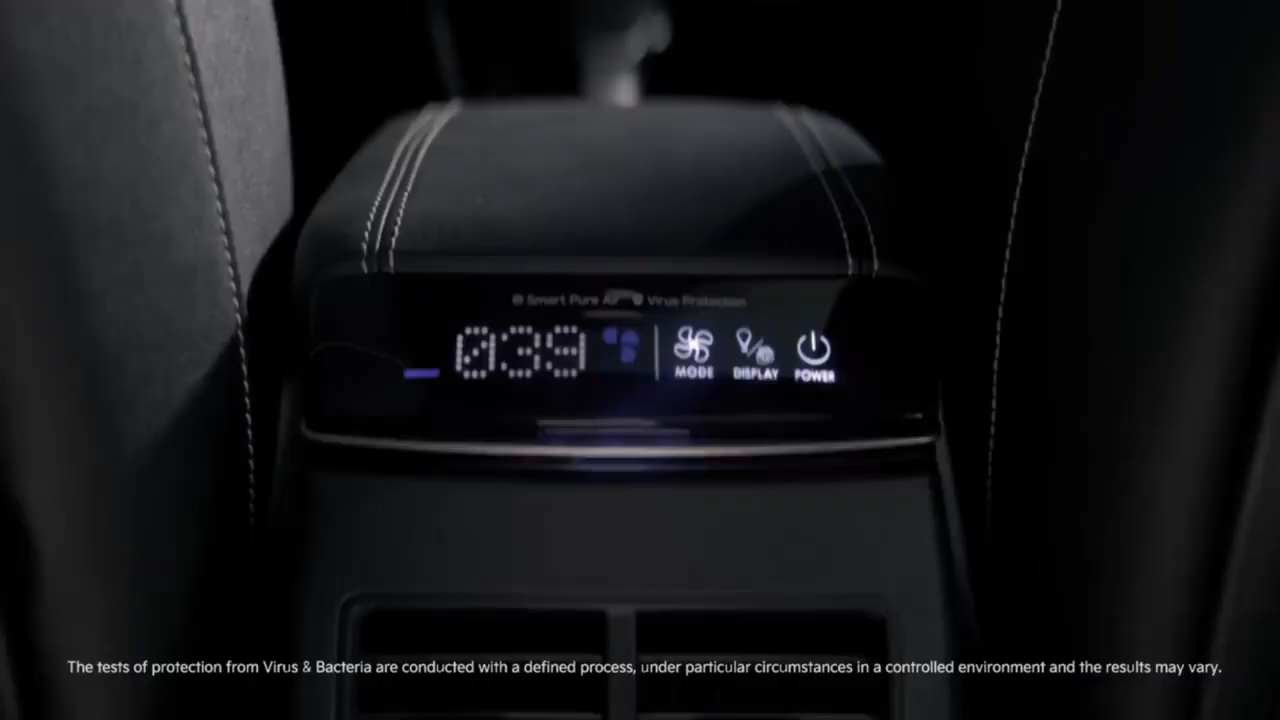 Smart Pure Air Virus Protection
039
MODE DISPLAY POWER
The tests of protection from Virus & Bacteria are conducted with a defined process, under particular circumstances in a controlled environment and the results may vary.